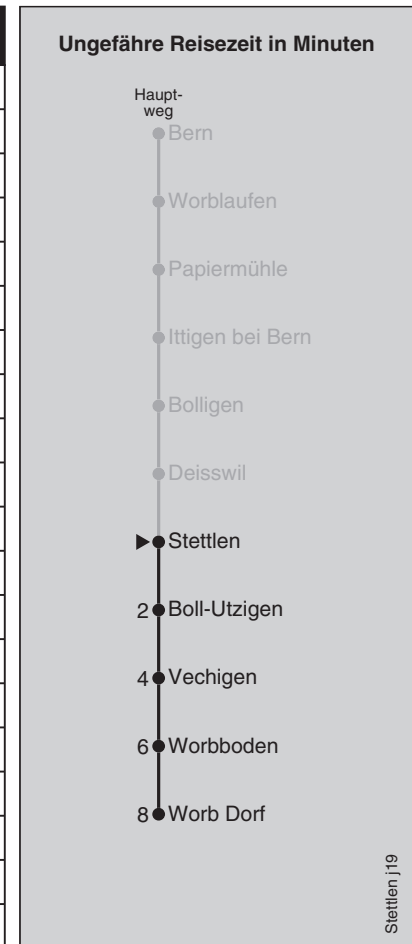 Ungefähre Reisezeit in Minuten
Haupt-
weg
Bern
Worblaufen
Papiermühle
Ittigen bei Bern
Bolligen
Deisswil
Stettlen
2 Boll-Utzigen
4 Vechigen
6 Worbboden
8 Worb Dorf
Stettlen j19